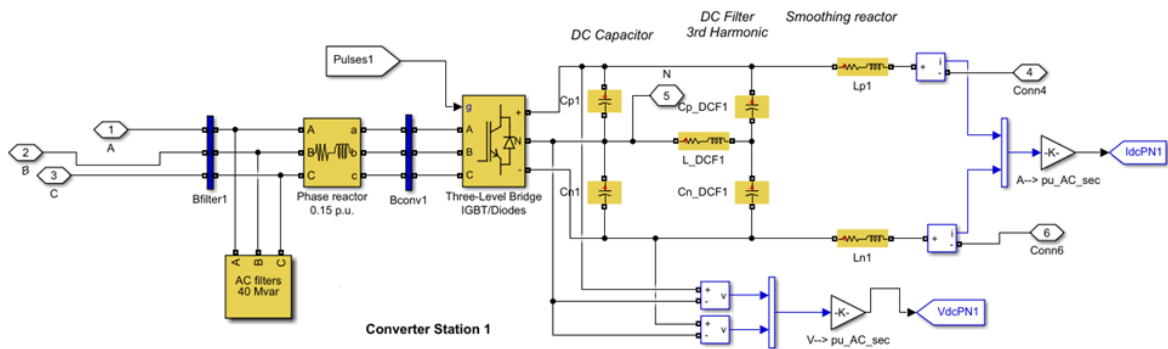 DC Capacitor
DC Filter
3rd Harmonic
Smoothing reactor
Pulses1
N
5
Cp1
Cp_DCF1
Lp1
+
i
-
4
Conn4
1
A
2
B
3
C
Bfilter1
A
B
C
a
b
c
Phase reactor
0.15 p.u.
Bconv1
g
A
B
C
+
N
-
Three-Level Bridge
IGBT/Diodes
L_DCF1
Cn1
Cn_DCF1
-K-
A--> pu_AC_sec
IdcPN1
Ln1
+
i
-
6
Conn6
A
B
C
AC filters
40 Mvar
Converter Station 1
+
-
v
+
-
v
-K-
V--> pu_AC_sec
VdcPN1